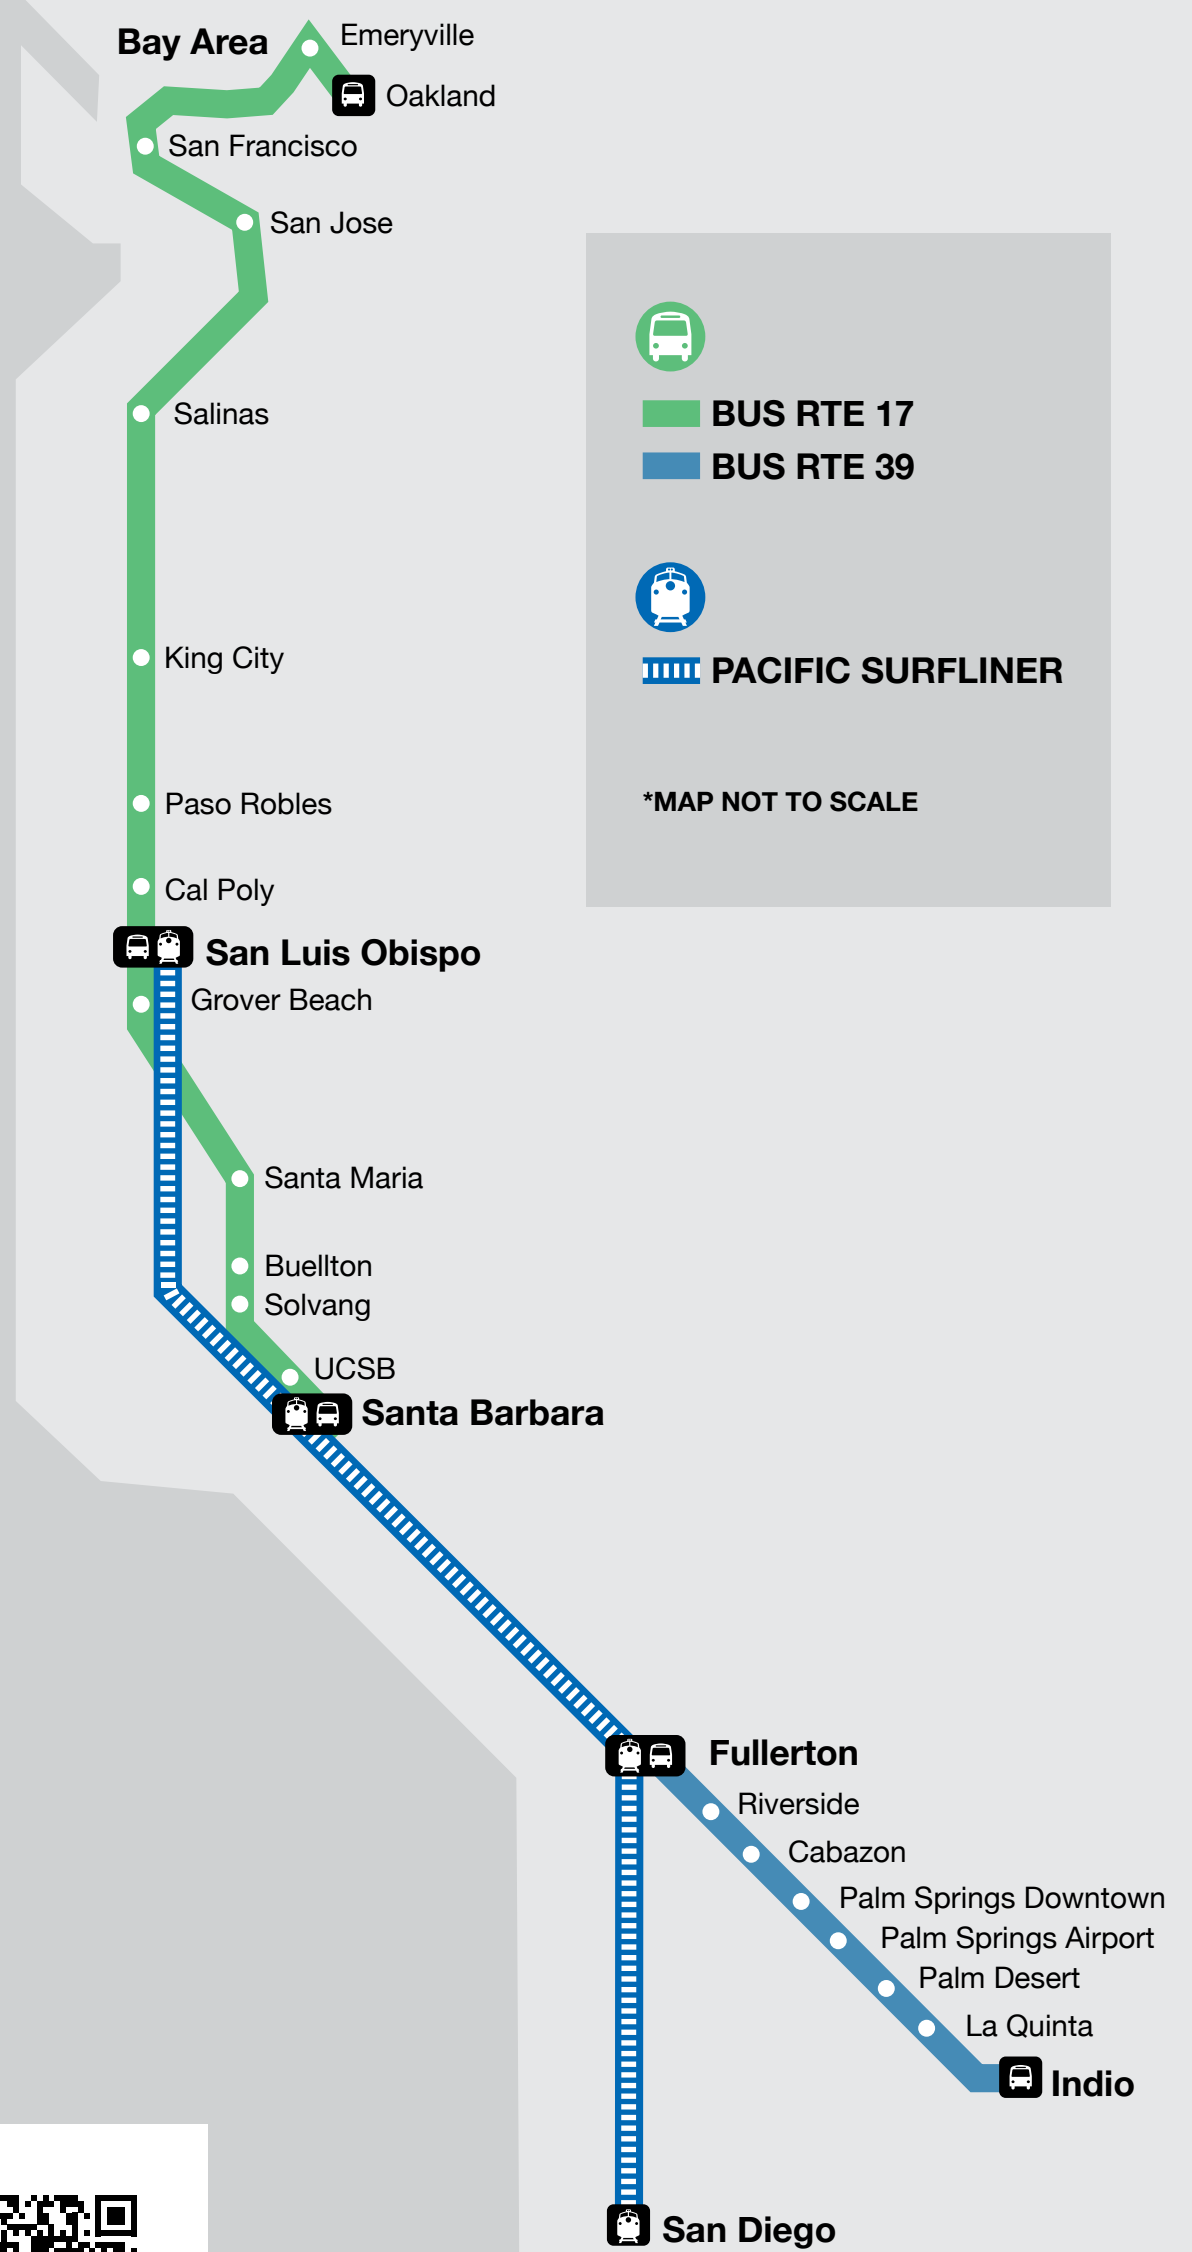 Bay Area
Emeryville
Oakland
San Francisco
San Jose
BUS RTE 17
BUS RTE 39
PACIFIC SURFLINER
*MAP NOT TO SCALE
Salinas
King City
Paso Robles
Cal Poly
San Luis Obispo
Grover Beach
Santa Maria
Buellton
Solvang
UCSB
Santa Barbara
Fullerton
Riverside
Cabazon
Palm Springs Downtown
Palm Springs Airport
Palm Desert
La Quinta
Indio
San Diego